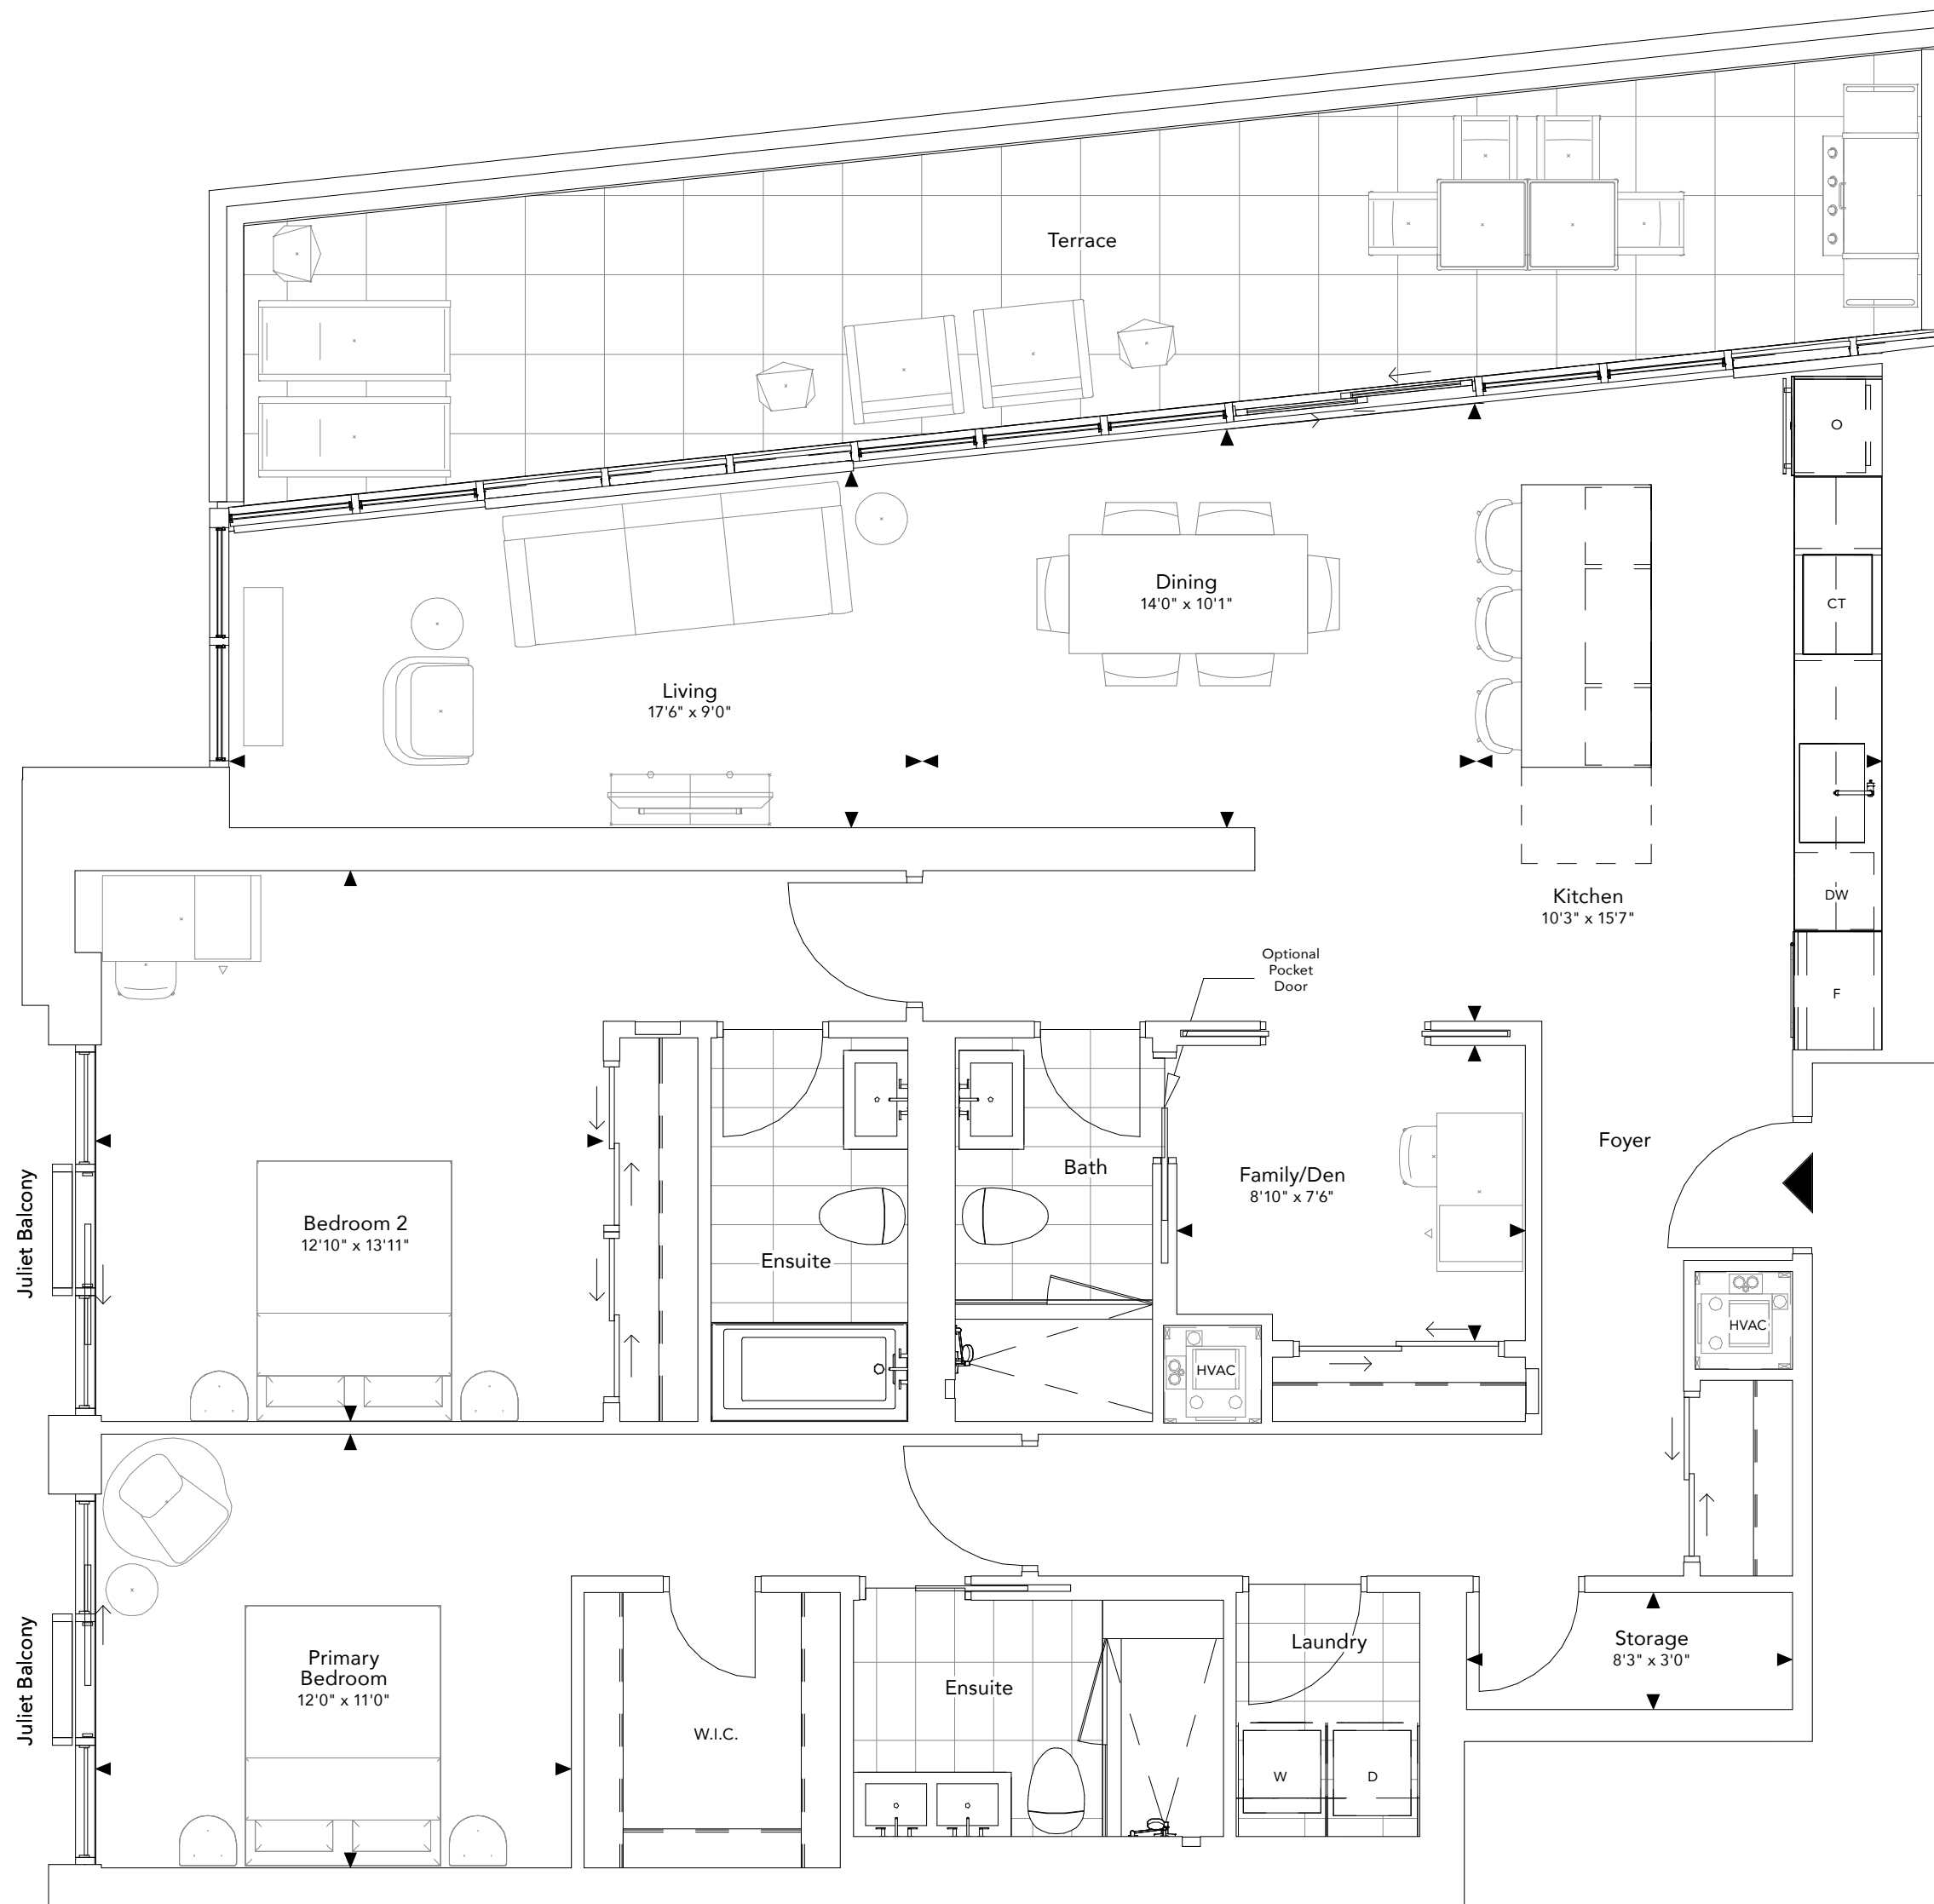 Terrace
O
Dining
14'0" x 10'1"
CT
Living
17'6" x 9'0"
Kitchen
10'3" x 15'7"
DW
Optional
Pocket
Door
F
Foyer
Bath
Family/Den
8'10" x 7'6"
Juliet Balcony
Bedroom 2
12'10" x 13'11"
Ensuite
HVAC
HVAC
Juliet Balcony
Primary
Bedroom
12'0" x 11'0"
W.I.C.
Ensuite
Laundry
W
D
Storage
8'3" x 3'0"